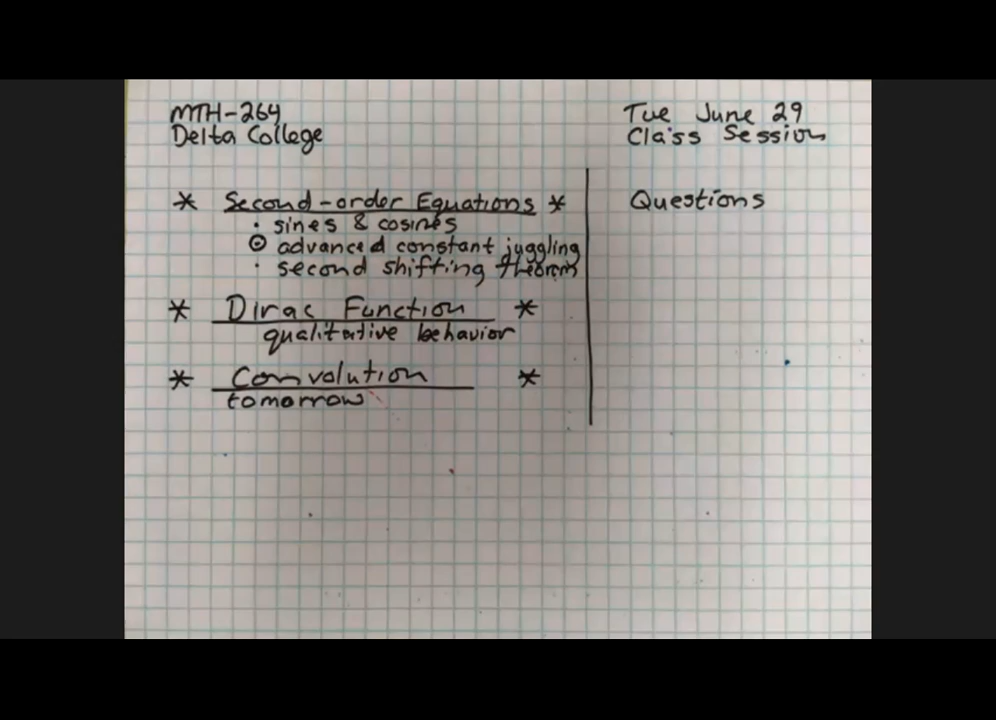 MTH-264
Delta College
Tue June 29
Class Session
* Second-order Equations *
· sines & cosines
⊙ advanced constant juggling
· second shifting theorem
* Dirac Function *
qualitative behavior
* Convolution *
tomorrow
Questions